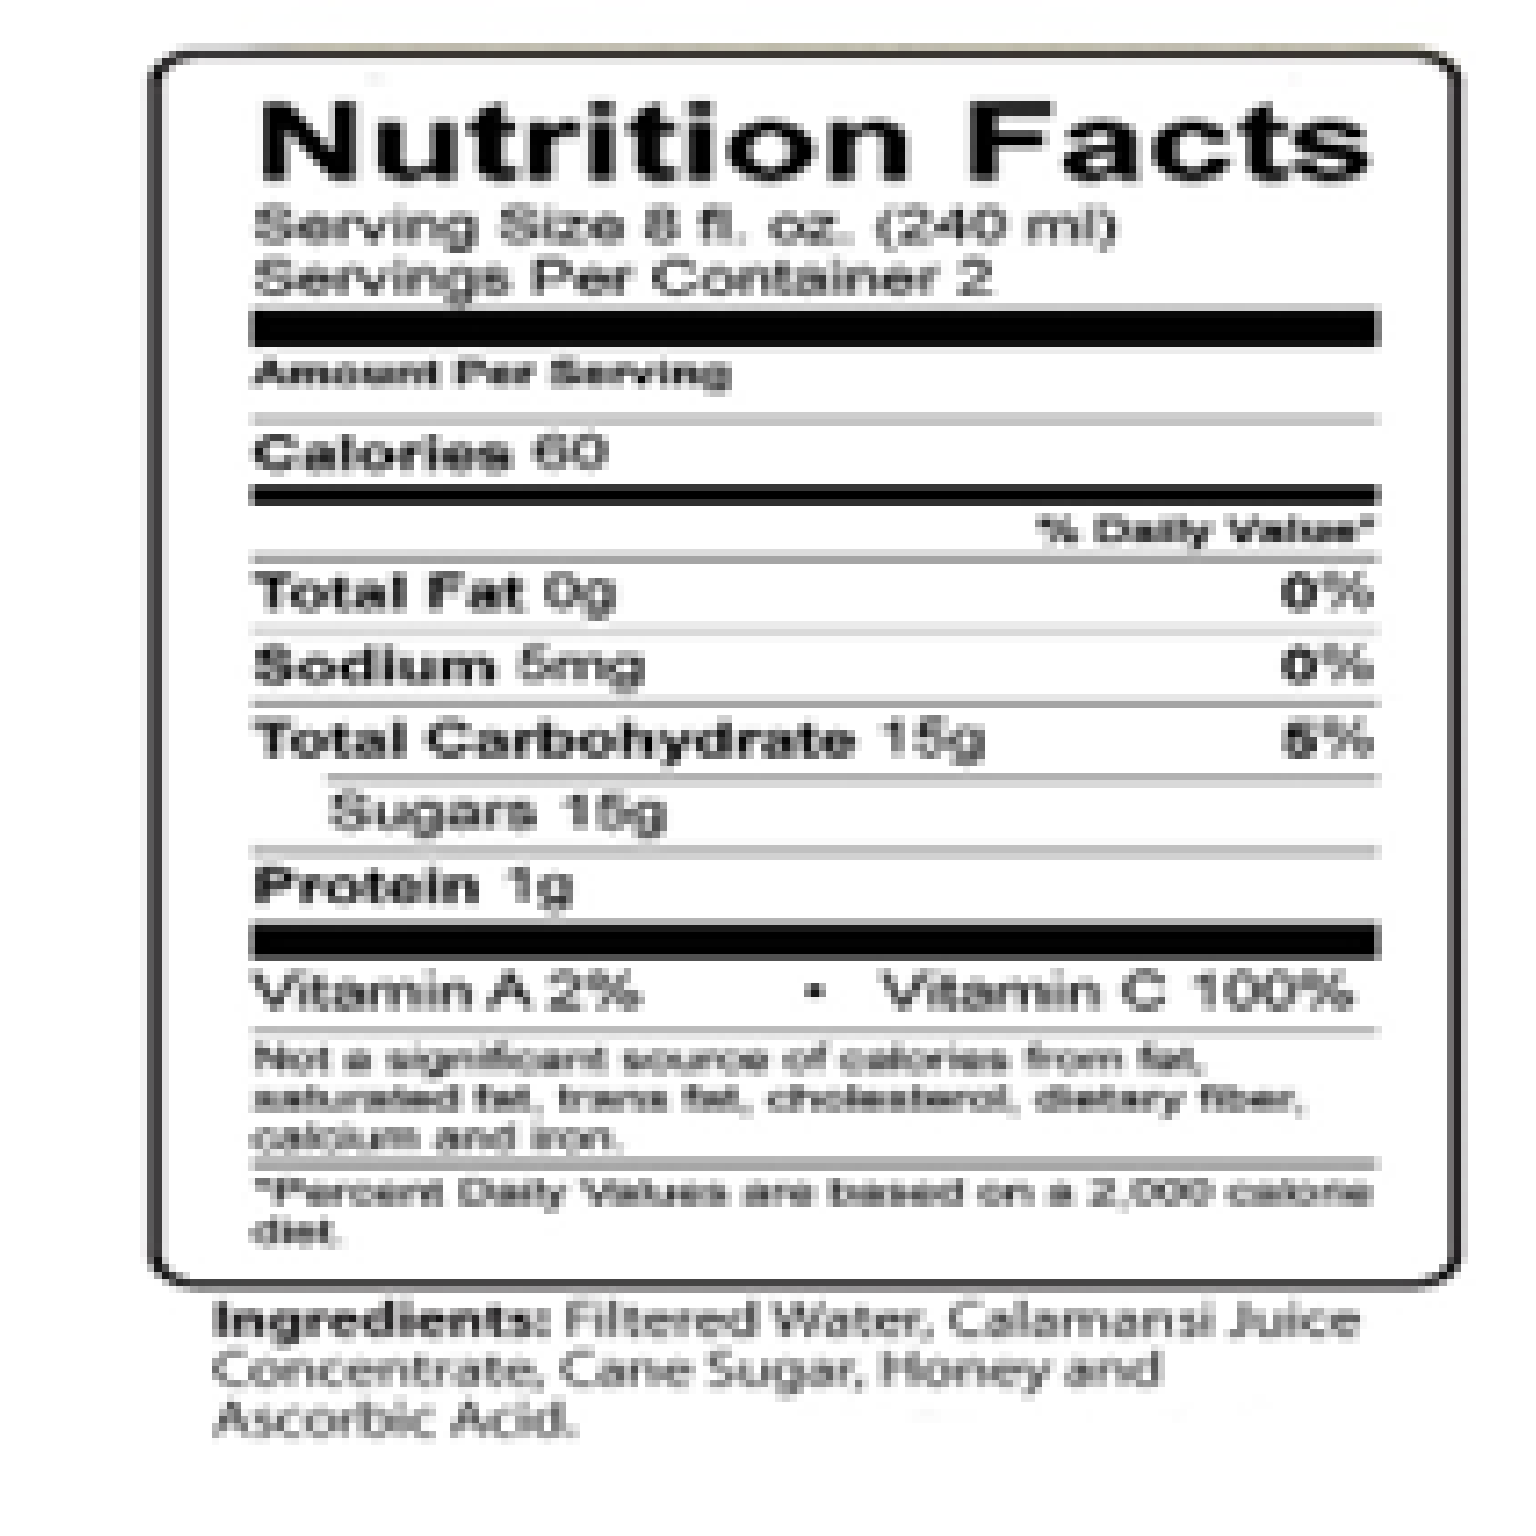 Nutrition Facts
Serving Size 8 fl. oz. (240 ml)
Servings Per Container 2
Amount Per Serving
Calories 60
% Daily Value*
Total Fat 0g 0%
Sodium 5mg 0%
Total Carbohydrate 15g 5%
Sugars 15g
Protein 1g
Vitamin A 2% • Vitamin C 100%
Not a significant source of calories from fat,
saturated fat, trans fat, cholesterol, dietary fiber,
calcium and iron.
*Percent Daily Values are based on a 2,000 calorie
diet.
Ingredients: Filtered Water, Calamansi Juice
Concentrate, Cane Sugar, Honey and
Ascorbic Acid.